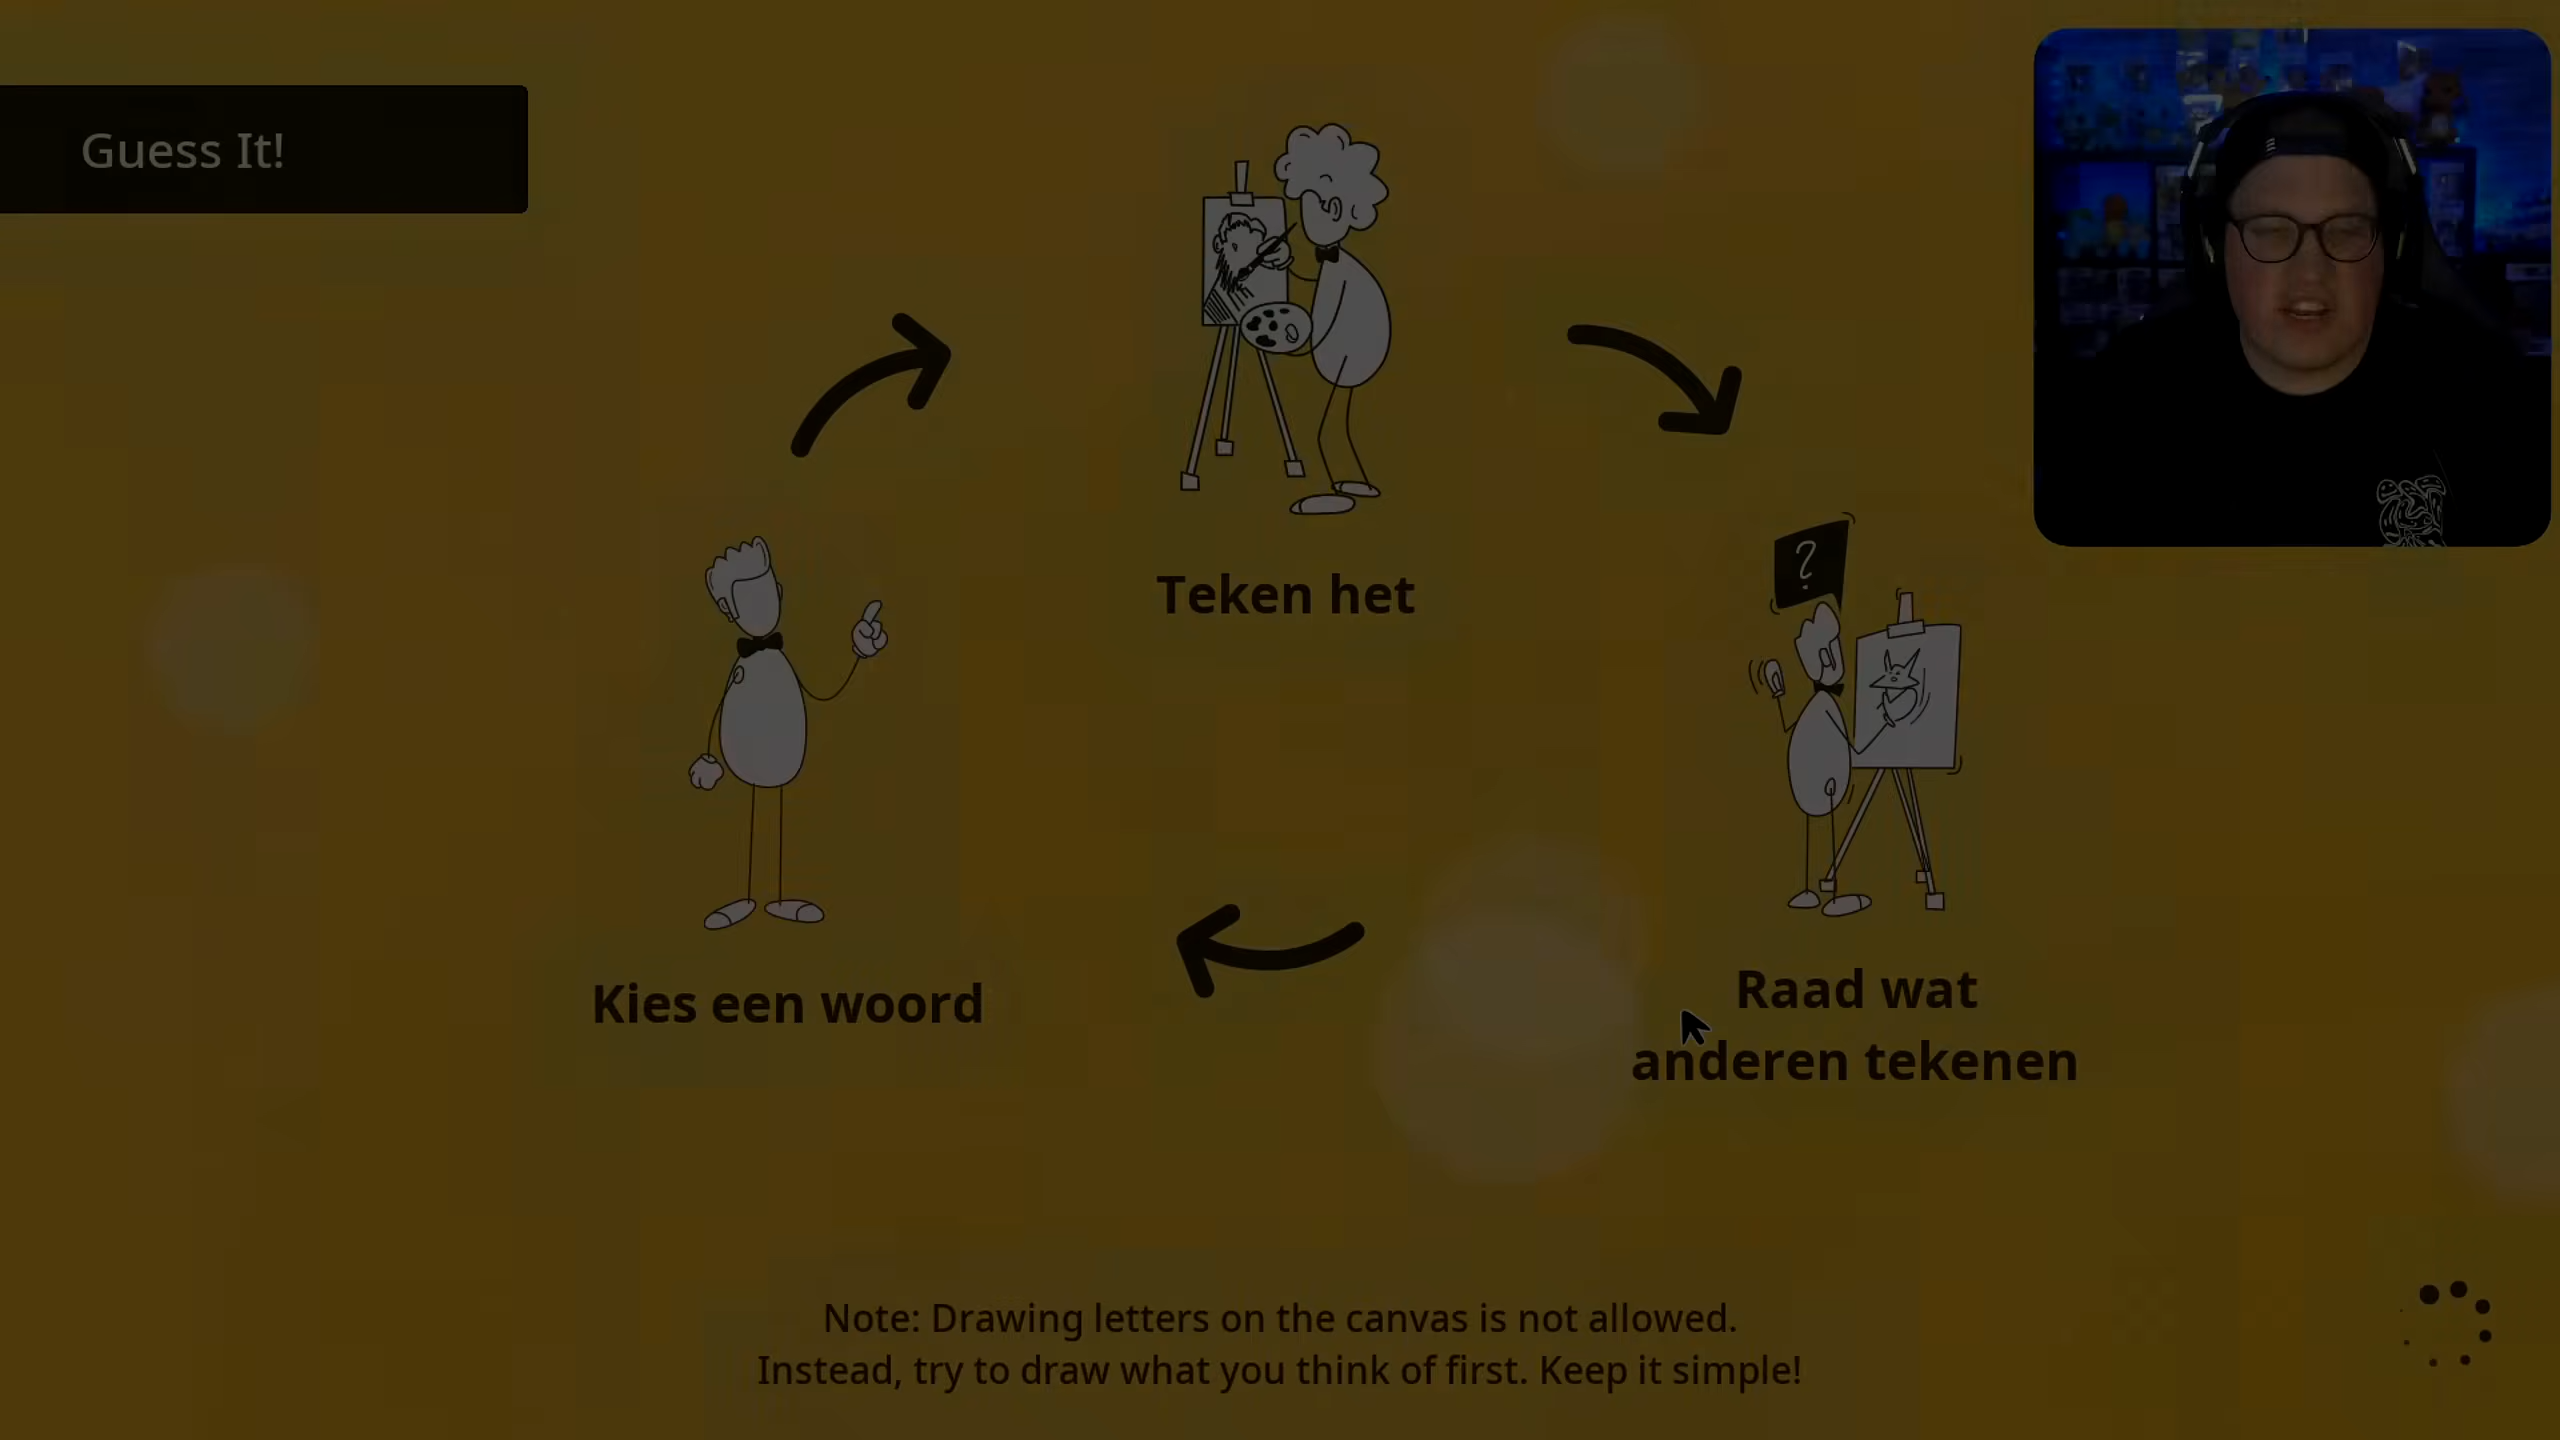 Guess It!
Teken het
?
Kies een woord
Raad wat
anderen tekenen
Note: Drawing letters on the canvas is not allowed.
Instead, try to draw what you think of first. Keep it simple!